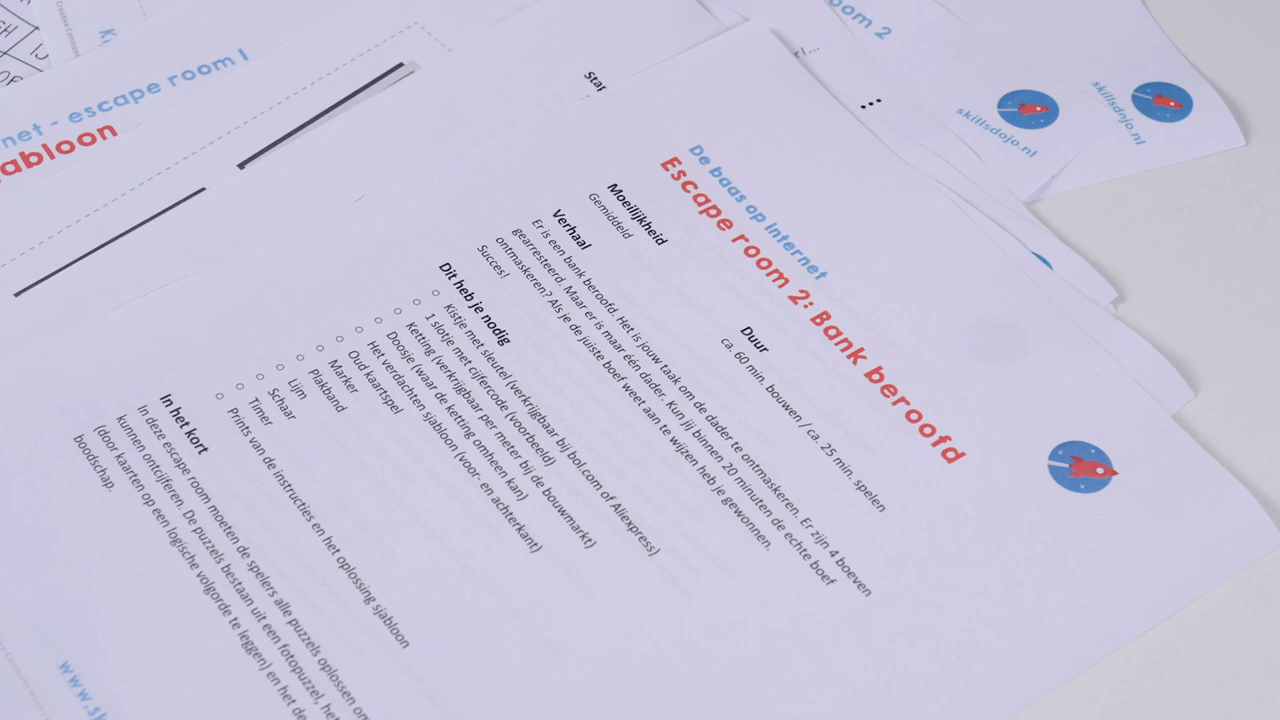 De baas op Internet
Escape room 2: Bank beroofd
Moeilijkheid
Gemiddeld
Duur
ca. 60 min. bouwen / ca. 25 min. spelen
Verhaal
Er is een bank beroofd. Het is jouw taak om de dader te ontmaskeren. Er zijn 4 boeven
gearresteerd. Maar er is maar één dader. Kun jij binnen 20 minuten de echte boef
ontmaskeren? Als je de juiste boef weet aan te wijzen heb je gewonnen.
Succes!
Dit heb je nodig
○ Kistje met sleutel (verkrijgbaar bij bol.com of Aliexpress)
○ 1 slotje met cijfercode (voorbeeld)
○ Ketting (verkrijgbaar per meter bij de bouwmarkt)
○ Doosje (waar de ketting omheen kan)
○ Het verdachten sjabloon (voor- en achterkant)
○ Oud kaartspel
○ Marker
○ Plakband
○ Lijm
○ Schaar
○ Timer
○ Prints van de instructies en het oplossing sjabloon
In het kort
In deze escape room moeten de spelers alle puzzels oplossen om
kunnen ontcijferen. De puzzels bestaan uit een fotopuzzel, het
(door kaarten op een logische volgorde te leggen) en het de
boodschap.
www.sk
net - escape room 1
abloon
Star
oom 2
skillsdojo.nl
skillsdojo.nl
GH
IJ